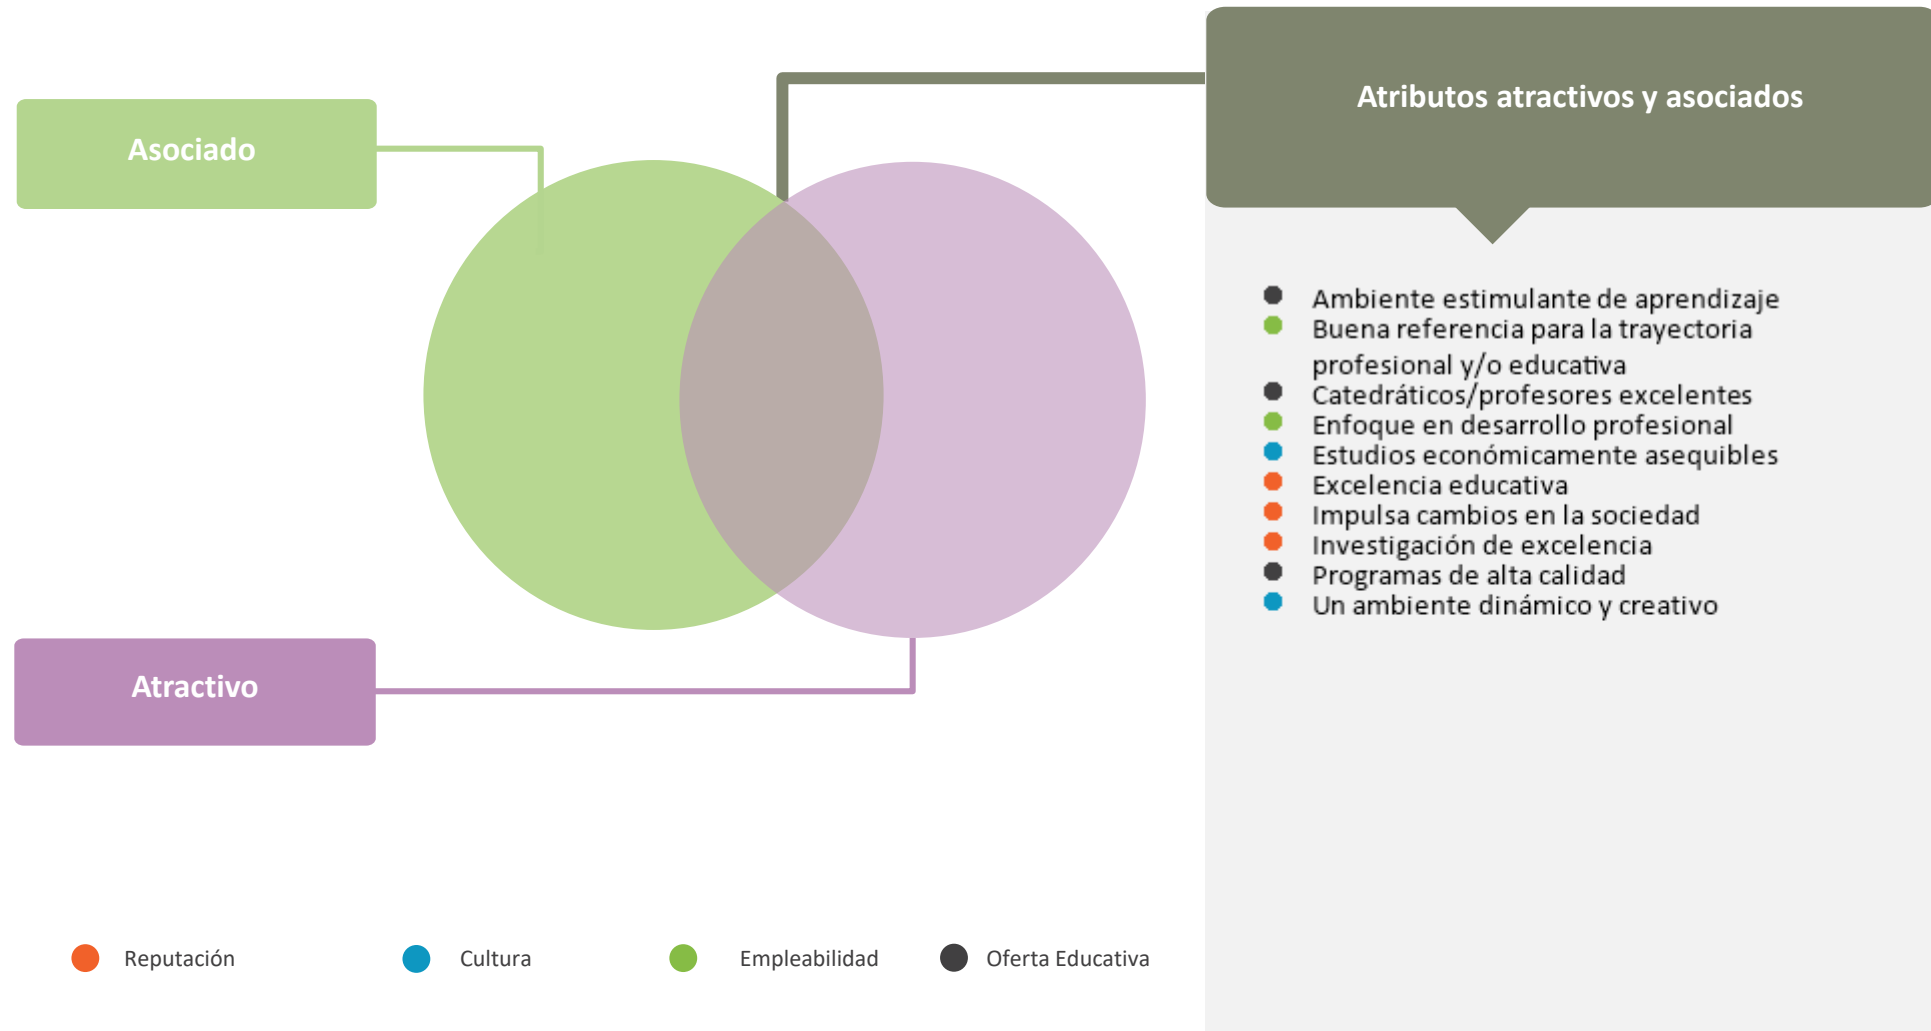 Atributos atractivos y asociados
Asociado
Ambiente estimulante de aprendizaje
Buena referencia para la trayectoria
profesional y/o educativa
Catedráticos/profesores excelentes
Enfoque en desarrollo profesional
Estudios económicamente asequibles
Excelencia educativa
Impulsa cambios en la sociedad
Investigación de excelencia
Programas de alta calidad
Un ambiente dinámico y creativo
Atractivo
Reputación
Cultura
Empleabilidad
Oferta Educativa